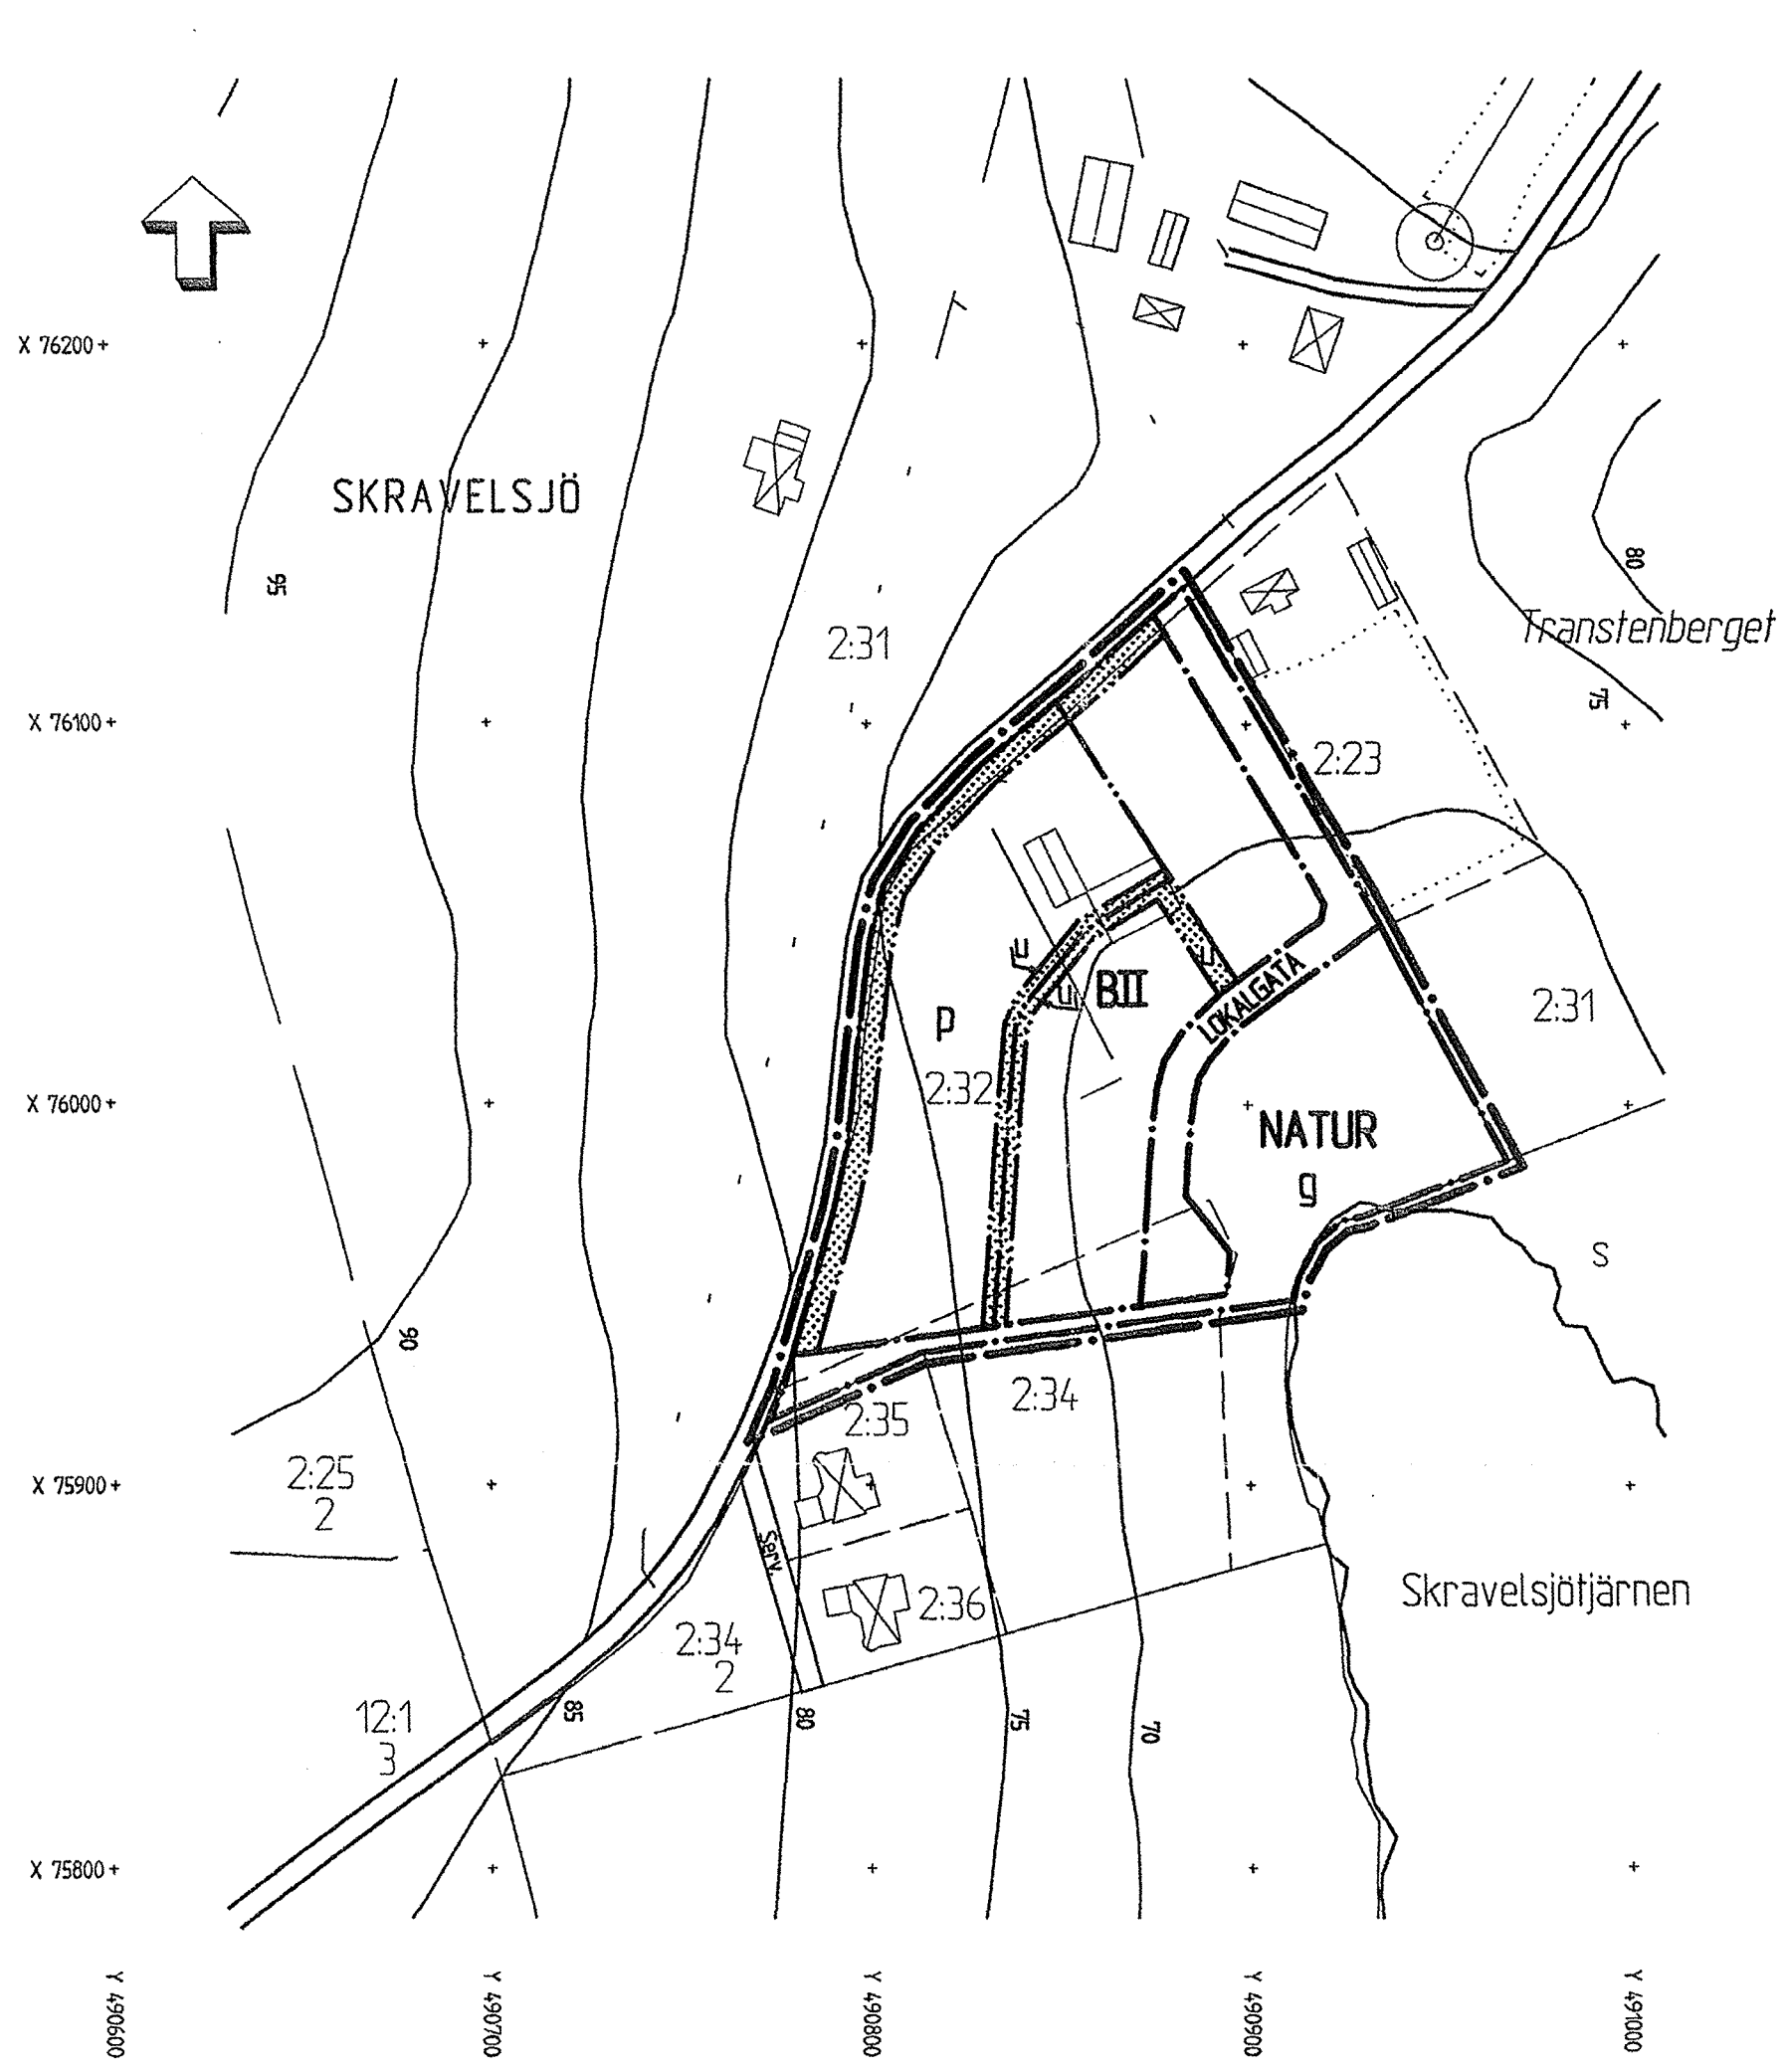 X 76200
SKRAVELSJÖ
95
80
2:31
Transtenberget
75
X 76100
2:23
u
u
BII
u
LOKALGATA
p
2:31
2:32
X 76000
NATUR
g
S
90
2:34
2:35
2:25
2
X 75900
Serv.
Skravelsjötjärnen
2:36
2:34
2
12:1
3
85
80
75
70
X 75800
Y 490600
Y 490700
Y 490800
Y 490900
Y 491000